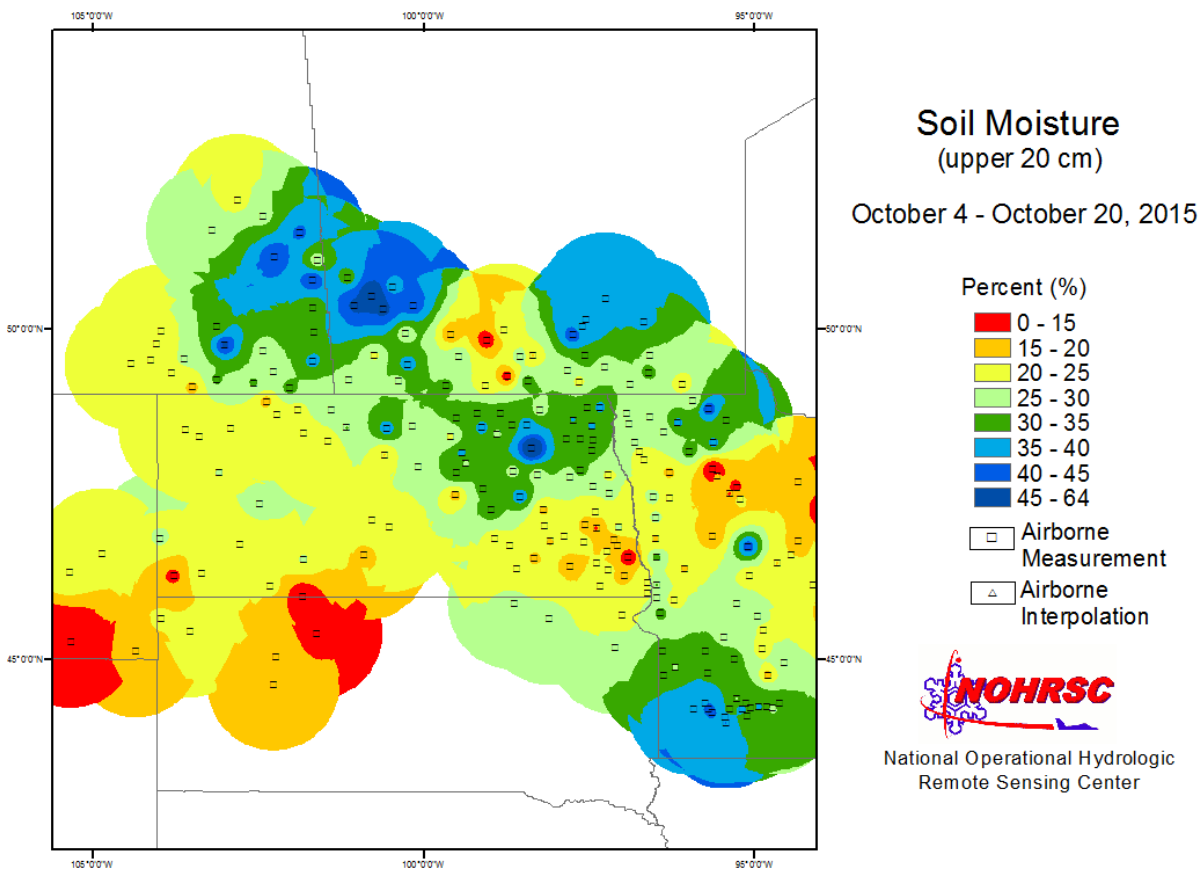 105°0'0"W 100°0'0"W 95°0'0"W
50°0'0"N
50°0'0"N
45°0'0"N
45°0'0"N
105°0'0"W 100°0'0"W 95°0'0"W
Soil Moisture
(upper 20 cm)
October 4 - October 20, 2015
Percent (%)
0 - 15
15 - 20
20 - 25
25 - 30
30 - 35
35 - 40
40 - 45
45 - 64
Airborne
Measurement
Airborne
Interpolation
NOHRSC
National Operational Hydrologic
Remote Sensing Center